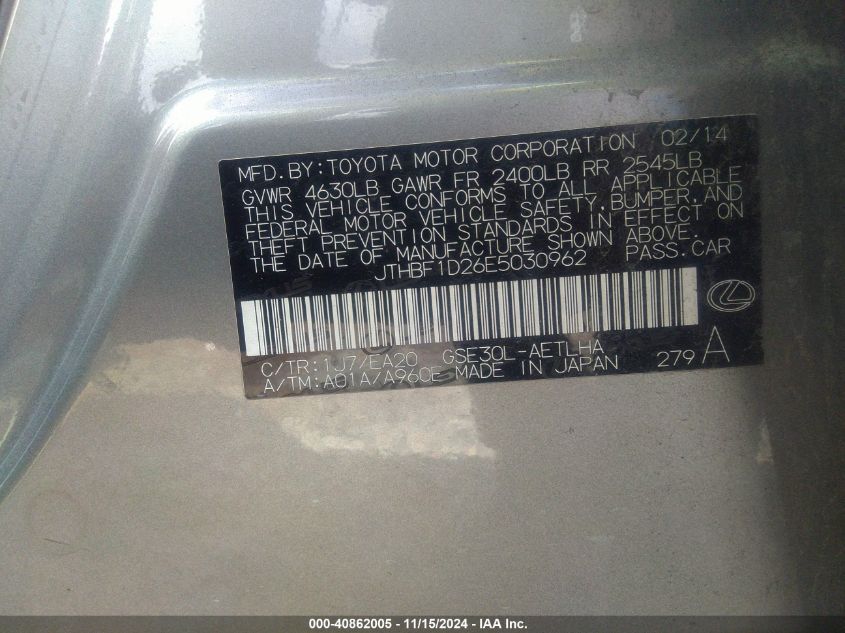 MFD. BY: TOYOTA MOTOR CORPORATION 02/14
GVWR 4630LB GAWR FR 2400LB RR 2545LB
THIS VEHICLE CONFORMS TO ALL APPLICABLE
FEDERAL MOTOR VEHICLE SAFETY, BUMPER, AND
THEFT PREVENTION STANDARDS IN EFFECT ON
THE DATE OF MANUFACTURE SHOWN ABOVE.
JTHBF1D26E5030962 PASS. CAR
C/TR: 1J7/EA20 GSE30L-AETLHA
A/TM: A01A/A960E MADE IN JAPAN 279 A
000-40862005 - 11/15/2024 - IAA Inc.